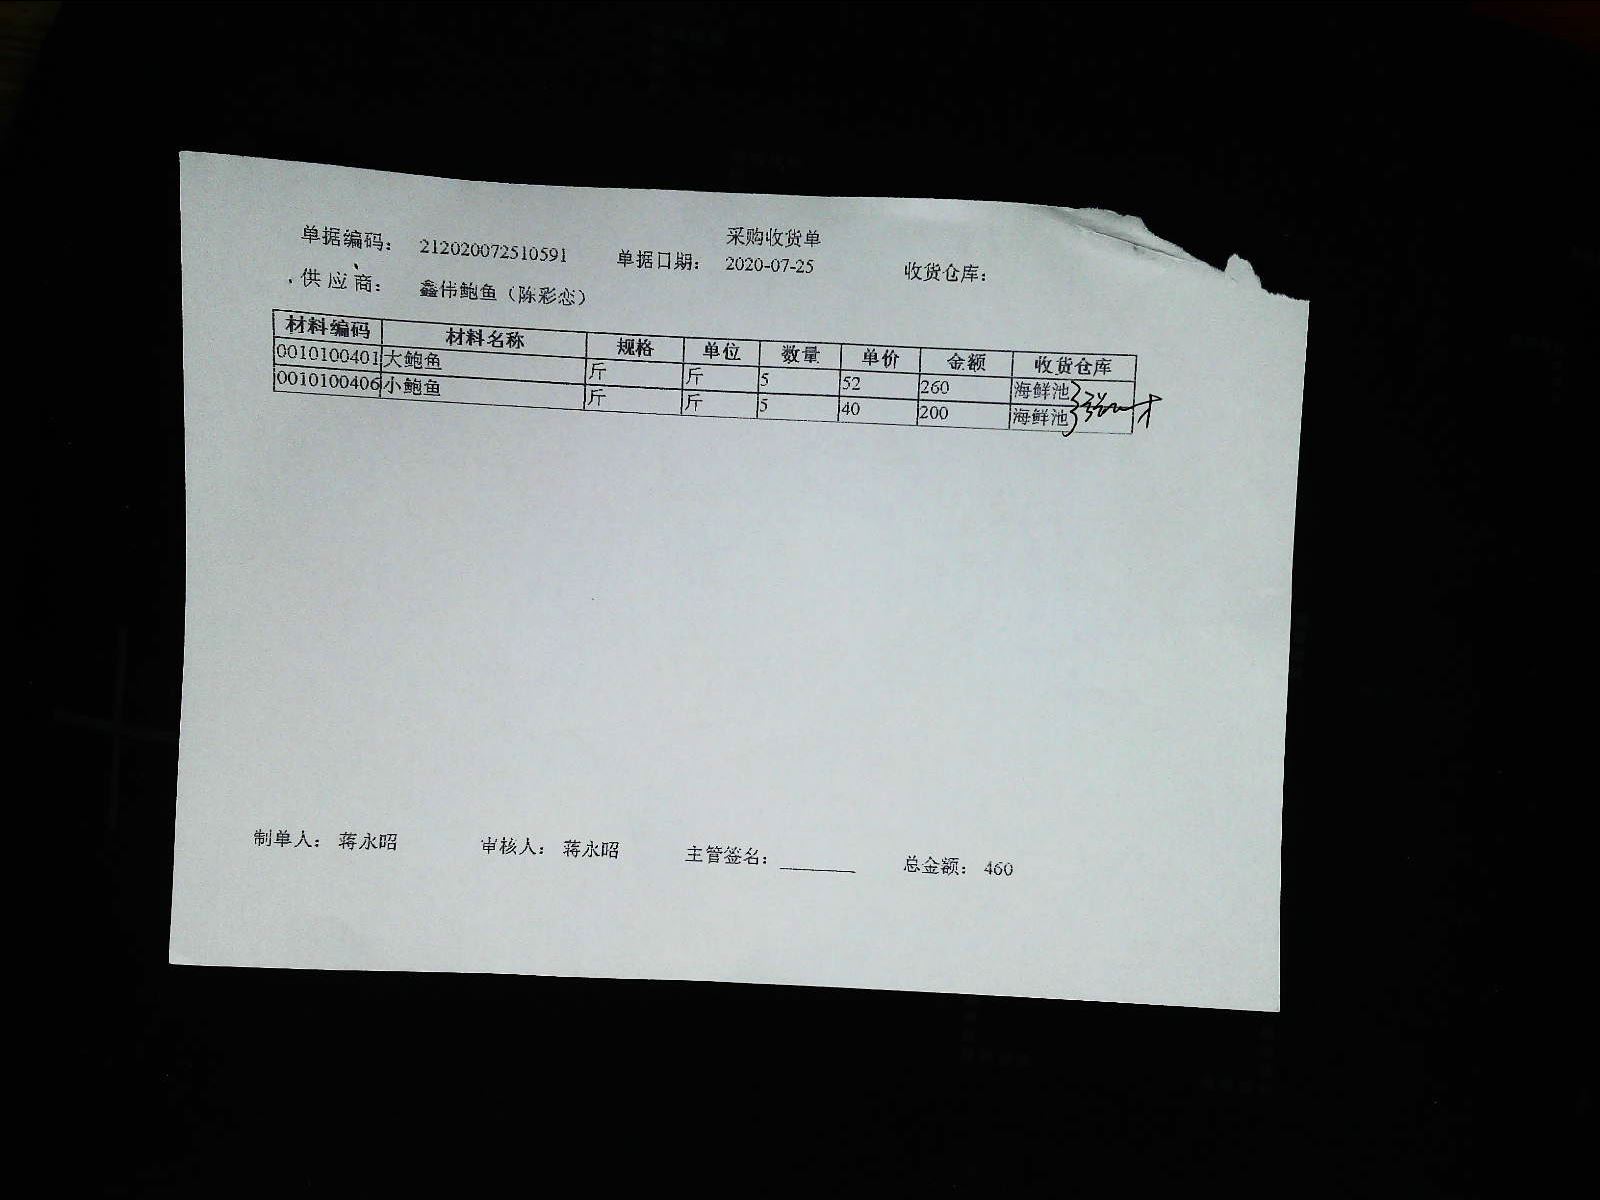 采购收货单
单据编码： 212020072510591 单据日期： 2020-07-25 收货仓库：
供应商： 鑫伟鲍鱼（陈彩恋）
材料编码 材料名称 规格 单位 数量 单价 金额 收货仓库
0010100401 大鲍鱼 斤 斤 5 52 260 海鲜池
0010100406 小鲍鱼 斤 斤 5 40 200 海鲜池
制单人： 蒋永昭 审核人： 蒋永昭 主管签名： 总金额： 460